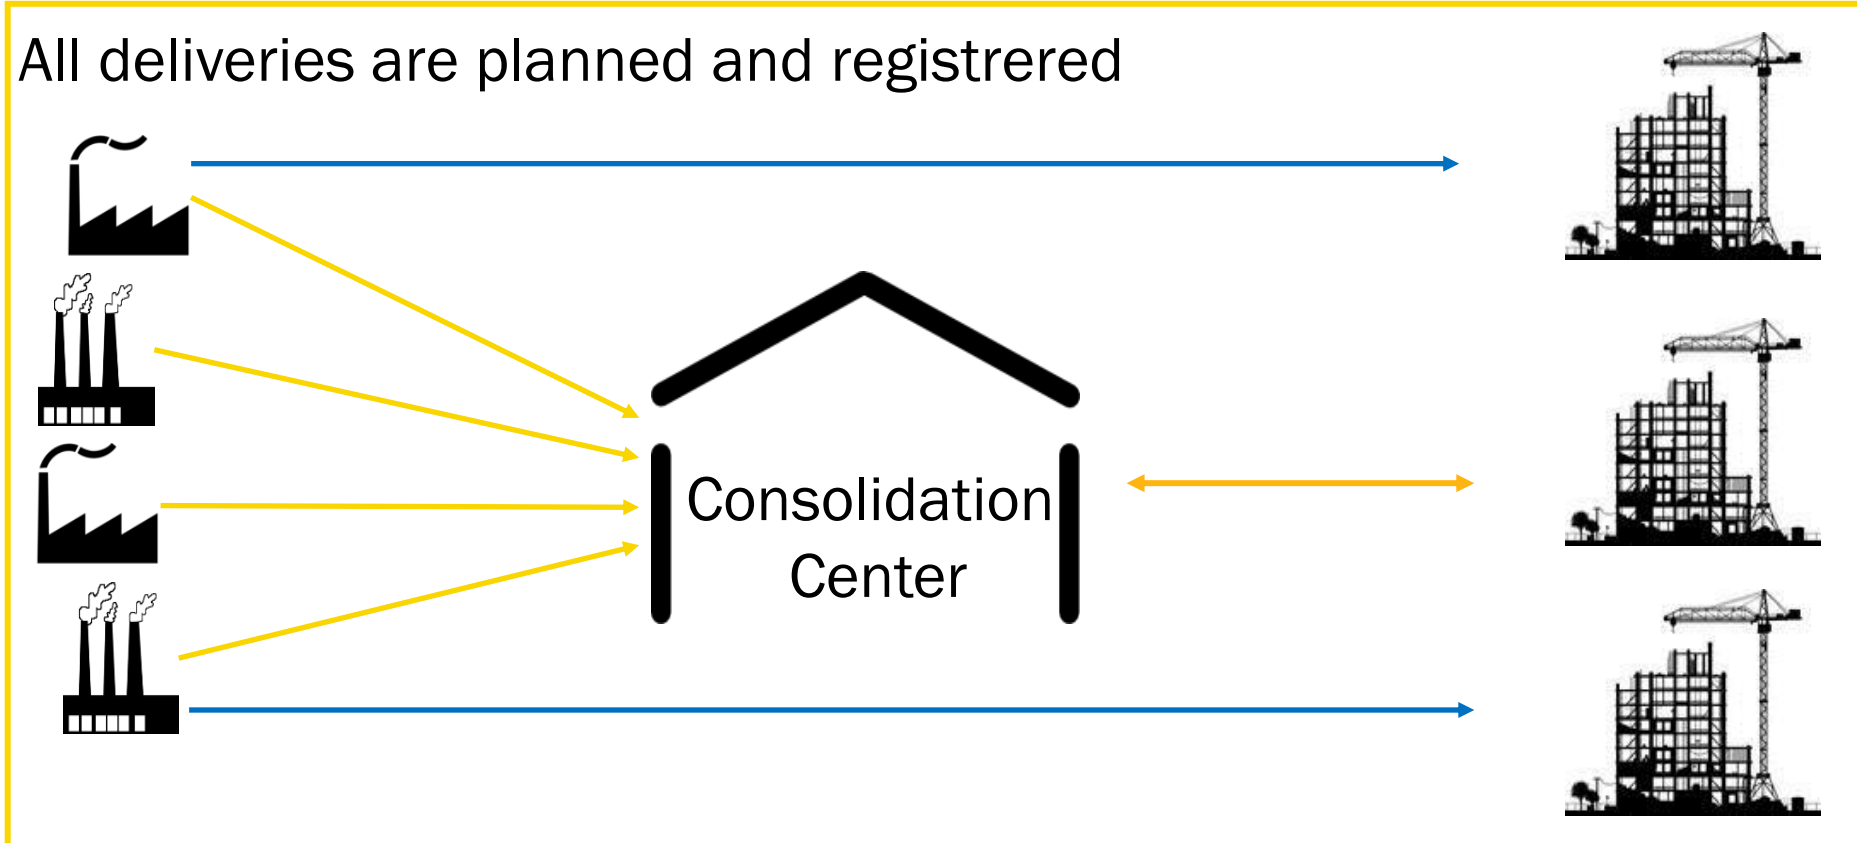 All deliveries are planned and registrered
Consolidation
Center